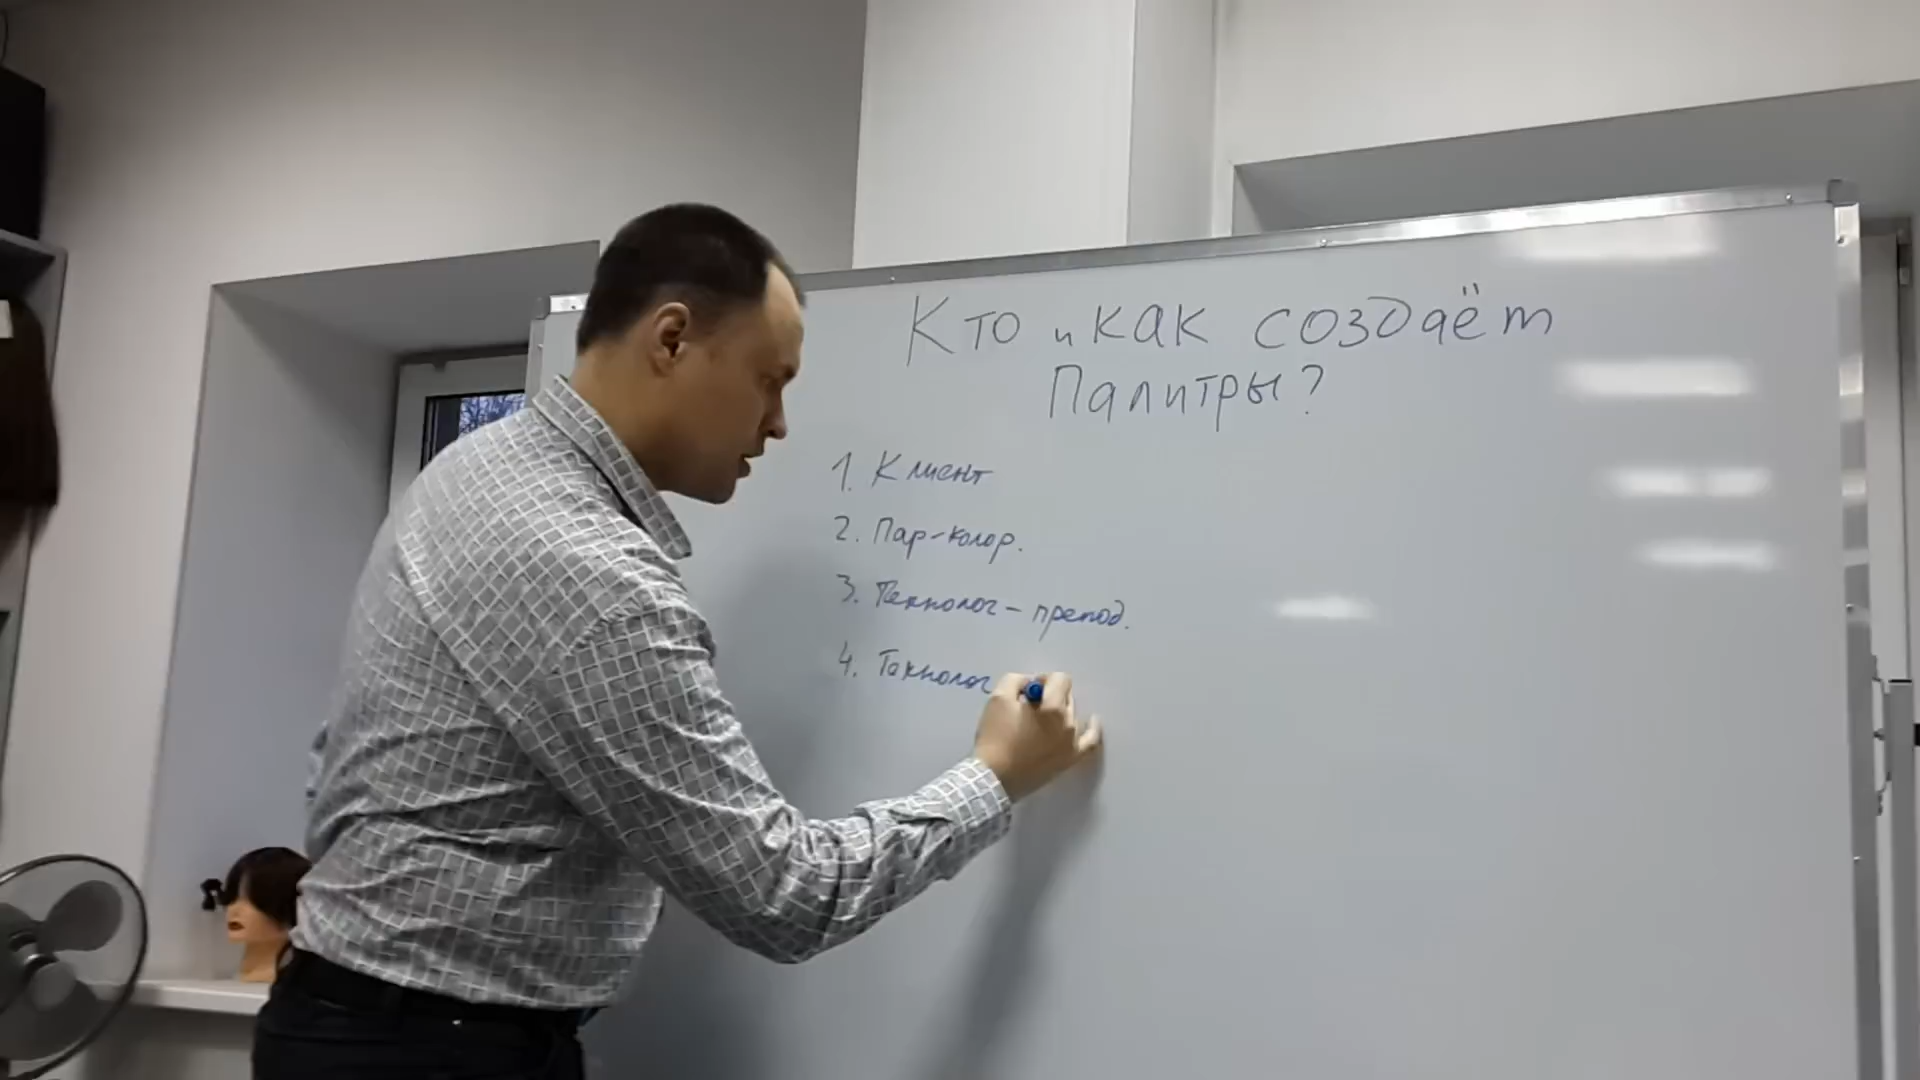 Кто и как создаёт
Палитры?
1. Клиент
2. Пар-колор.
3. Технолог - препод.
4. Технолог